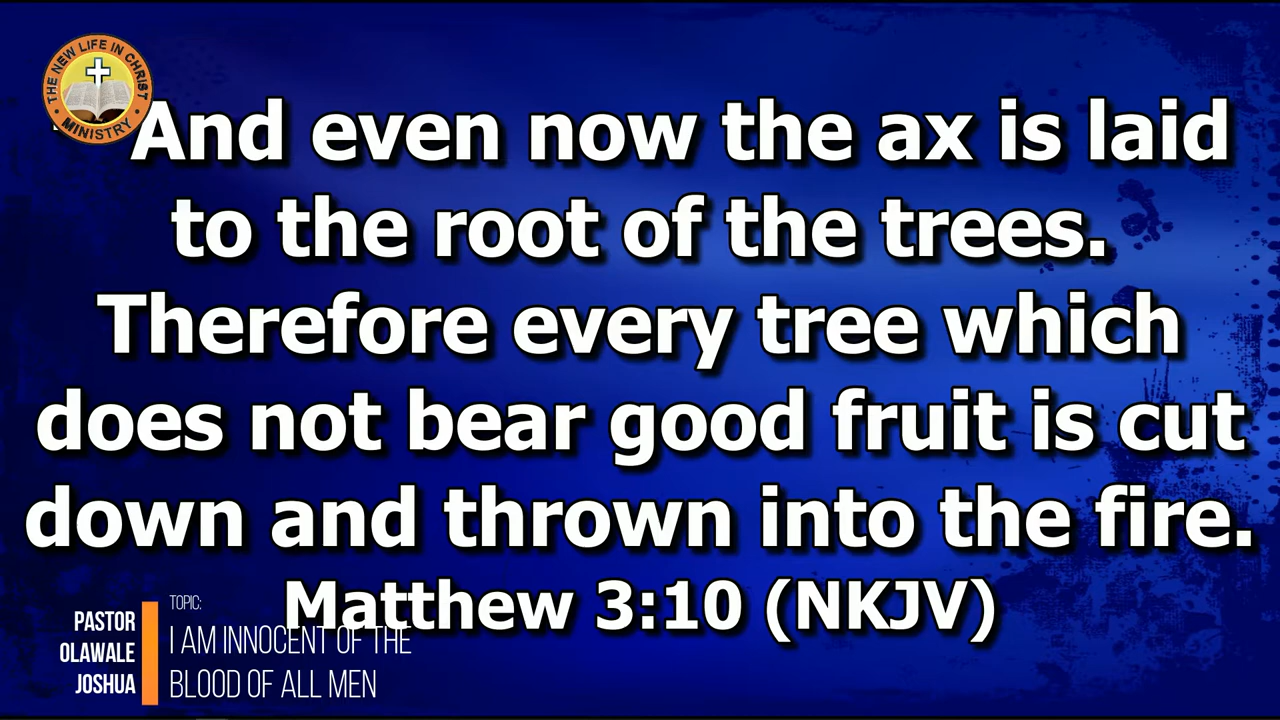 THE NEW LIFE IN CHRIST
MINISTRY
And even now the ax is laid
to the root of the trees.
Therefore every tree which
does not bear good fruit is cut
down and thrown into the fire.
Matthew 3:10 (NKJV)
PASTOR
OLAWALE
JOSHUA
TOPIC:
I AM INNOCENT OF THE
BLOOD OF ALL MEN